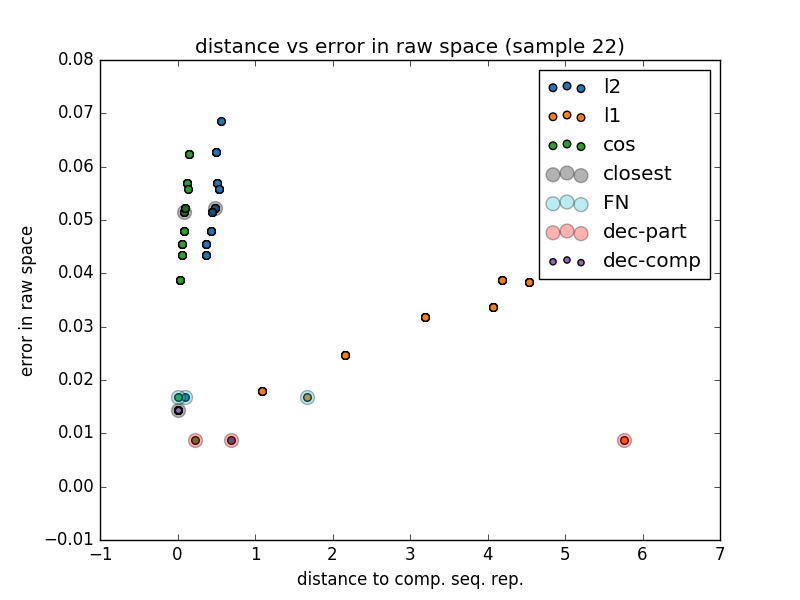 distance vs error in raw space (sample 22)
0.08
0.07
0.06
0.05
0.04
0.03
0.02
0.01
0.00
−0.01
error in raw space
l2
l1
cos
closest
FN
dec-part
dec-comp
−1 0 1 2 3 4 5 6 7
distance to comp. seq. rep.